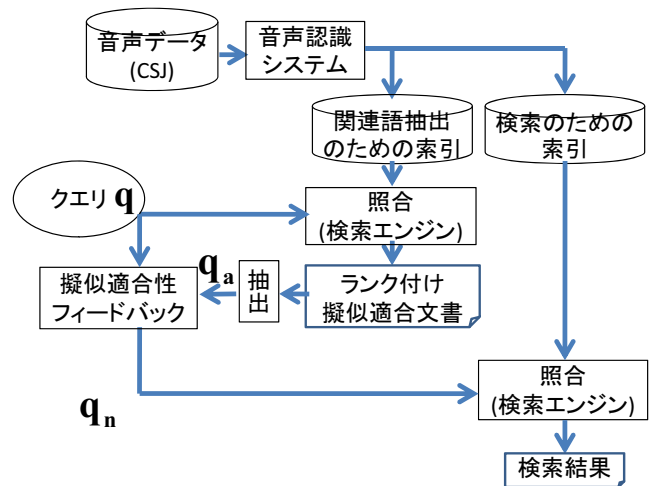 音声データ
(CSJ)
音声認識
システム
関連語抽出
のための索引
検索のための
索引
クエリ q
照合
(検索エンジン)
擬似適合性
フィードバック
q_a
抽
出
ランク付け
擬似適合文書
照合
(検索エンジン)
q_n
検索結果